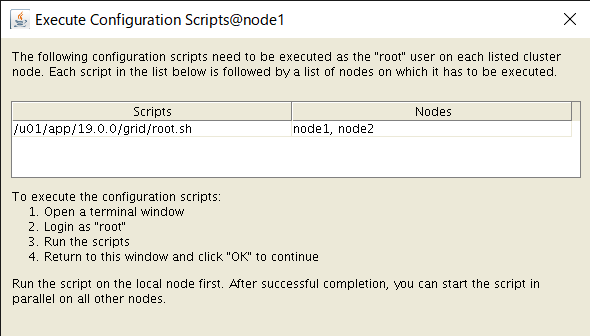 Execute Configuration Scripts@node1
The following configuration scripts need to be executed as the "root" user on each listed cluster
node. Each script in the list below is followed by a list of nodes on which it has to be executed.
Scripts Nodes
/u01/app/19.0.0/grid/root.sh node1, node2
To execute the configuration scripts:
1. Open a terminal window
2. Login as "root"
3. Run the scripts
4. Return to this window and click "OK" to continue
Run the script on the local node first. After successful completion, you can start the script in
parallel on all other nodes.